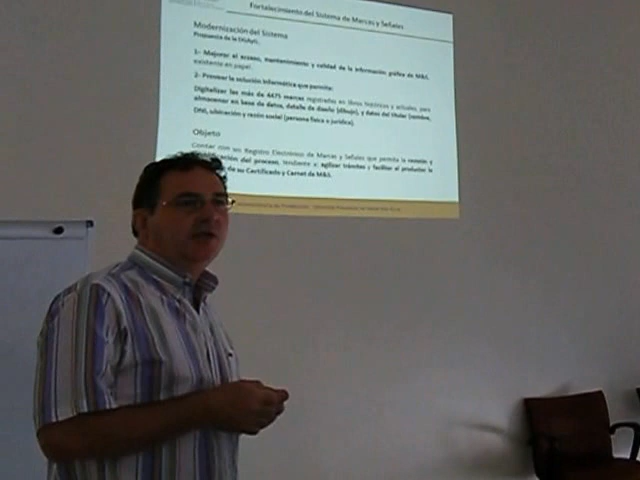 Fortalecimiento del Sistema de Marcas y Señales
Modernización del Sistema
Propuesta de la
1- Mejorar el acceso, mantenimiento y calidad de la información gráfica de M&S,
existente en papel.
2- Proveer la solución informática que permita:
Digitalizar las más de 4475 marcas registradas en libros históricos y actuales, para
almacenar en base de datos, detalle de diseño (dibujo), y datos del titular (nombre,
DNI, ubicación y razón social (persona física o jurídica).
Objeto
Contar con un Registro Electrónico de Marcas y Señales que permita la
del proceso, tendiente a: agilizar trámites y facilitar al productor la
de su Certificado y Carnet de M&S.